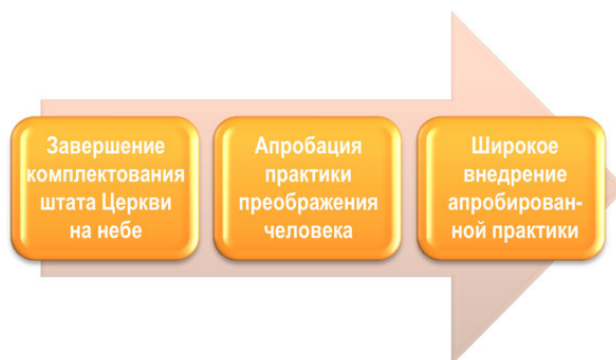 Завершение
комплектования
штата Церкви
на небе
Апробация
практики
преображения
человека
Широкое
внедрение
апробирован-
ной практики